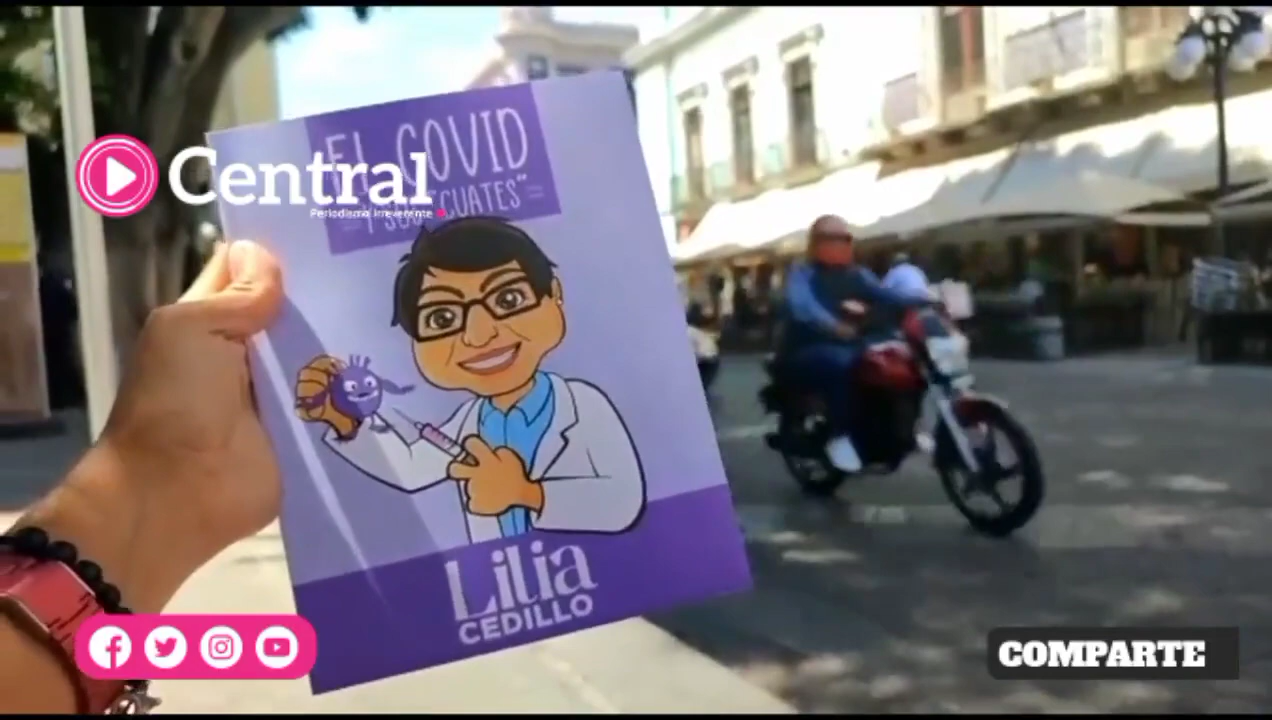 EL COVID
Y SUS "CUATES"
Central
Periodismo Irreverente
Lilia
CEDILLO
COMPARTE